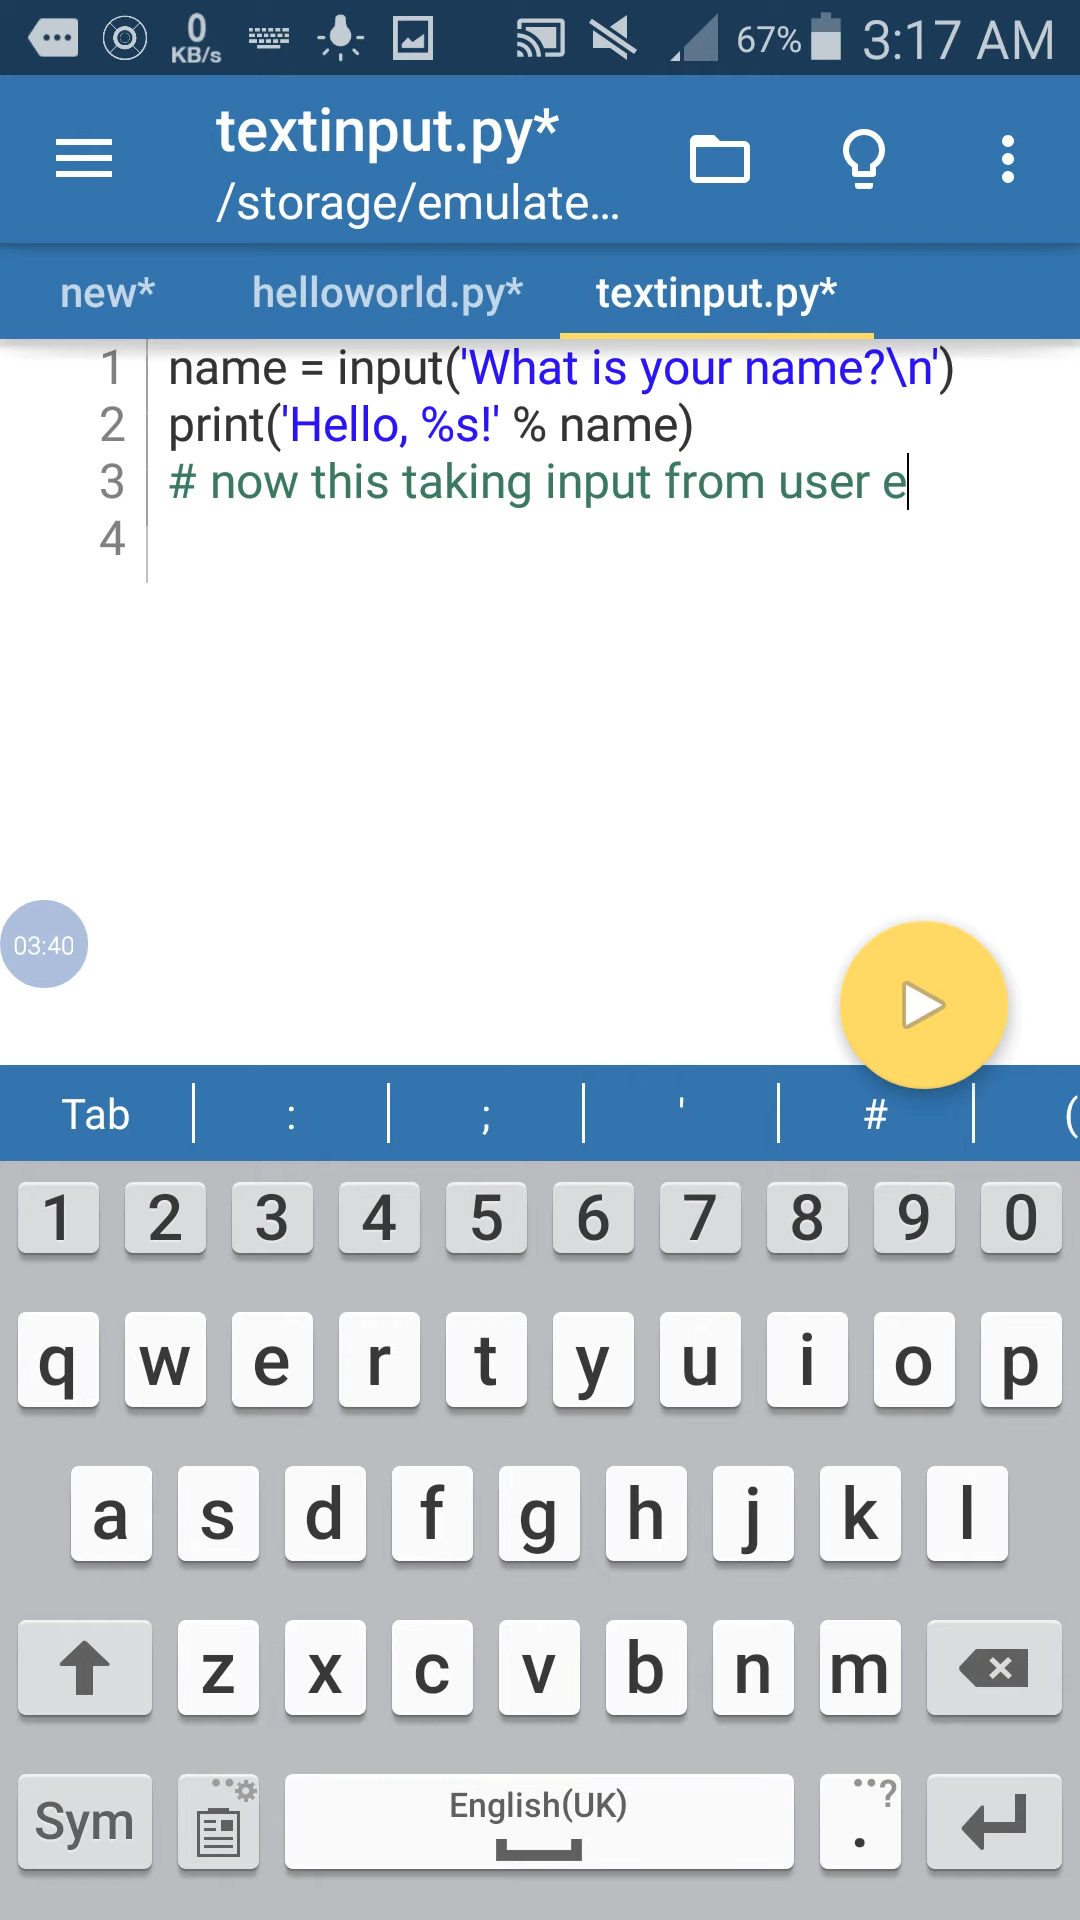 0 KB/s 67% 3:17 AM
textinput.py*
/storage/emulate...
new* helloworld.py* textinput.py*
1 name = input('What is your name?\n')
2 print('Hello, %s!' % name)
3 # now this taking input from user e
4
03:40
Tab : ; ' # (
1 2 3 4 5 6 7 8 9 0
q w e r t y u i o p
a s d f g h j k l
z x c v b n m
Sym English(UK) . ?